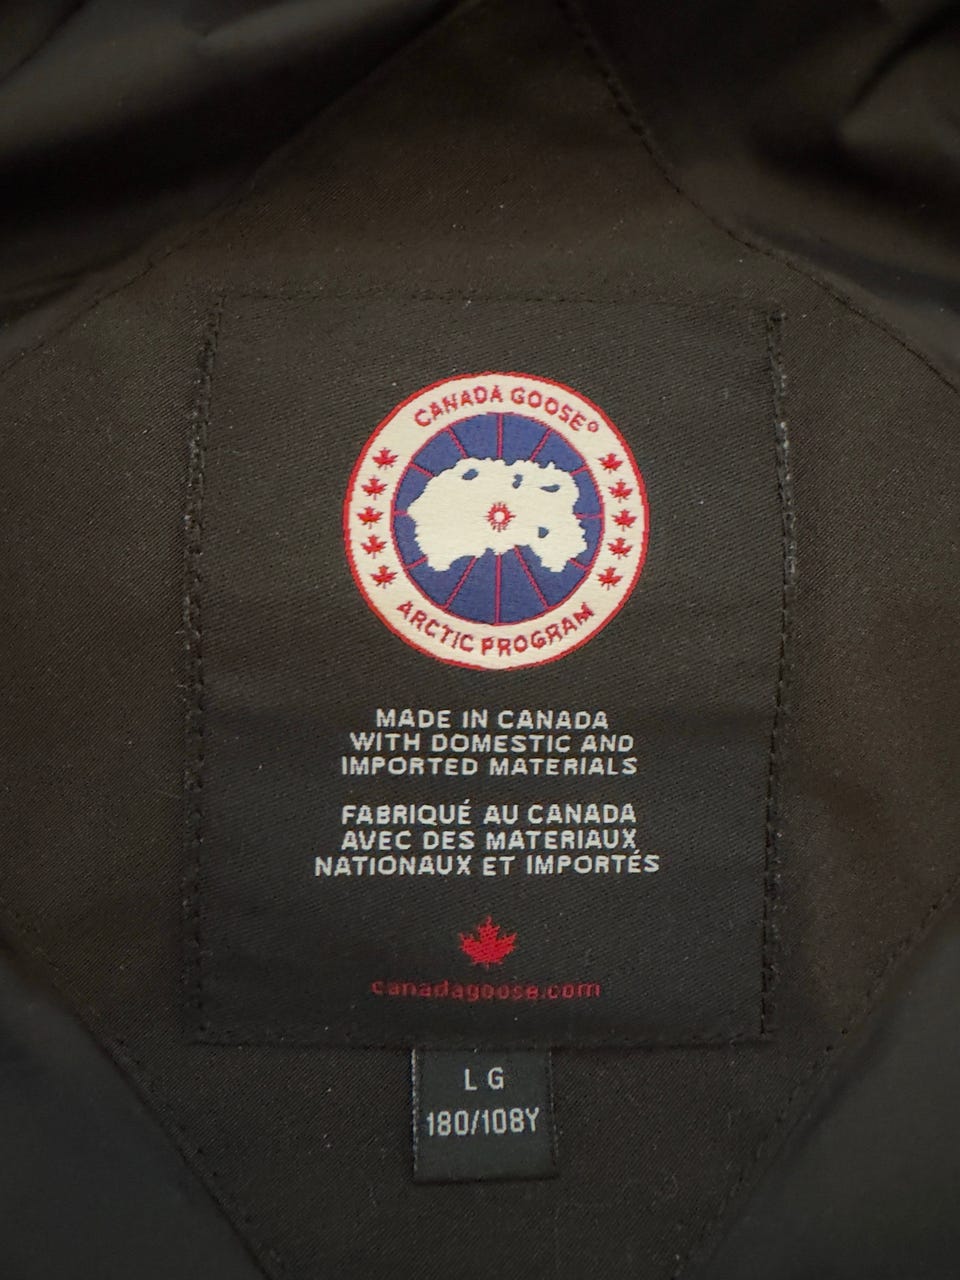 CANADA GOOSE®
ARCTIC PROGRAM
MADE IN CANADA
WITH DOMESTIC AND
IMPORTED MATERIALS
FABRIQUÉ AU CANADA
AVEC DES MATERIAUX
NATIONAUX ET IMPORTÉS
canadagoose.com
LG
180/108Y